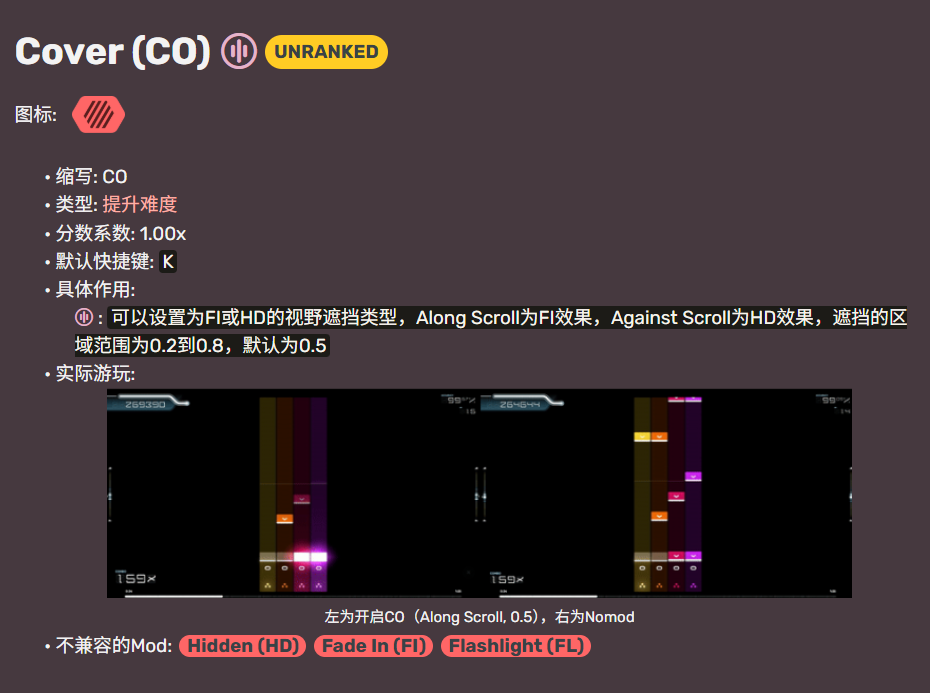 Cover (CO) UNRANKED
图标:
• 缩写: CO
• 类型: 提升难度
• 分数系数: 1.00x
• 默认快捷键: K
• 具体作用:
: 可以设置为FI或HD的视野遮挡类型，Along Scroll为FI效果，Against Scroll为HD效果，遮挡的区
域范围为0.2到0.8，默认为0.5
• 实际游玩:
269390 264644
159x 159x
左为开启CO（Along Scroll, 0.5），右为Nomod
• 不兼容的Mod: Hidden (HD) Fade In (FI) Flashlight (FL)